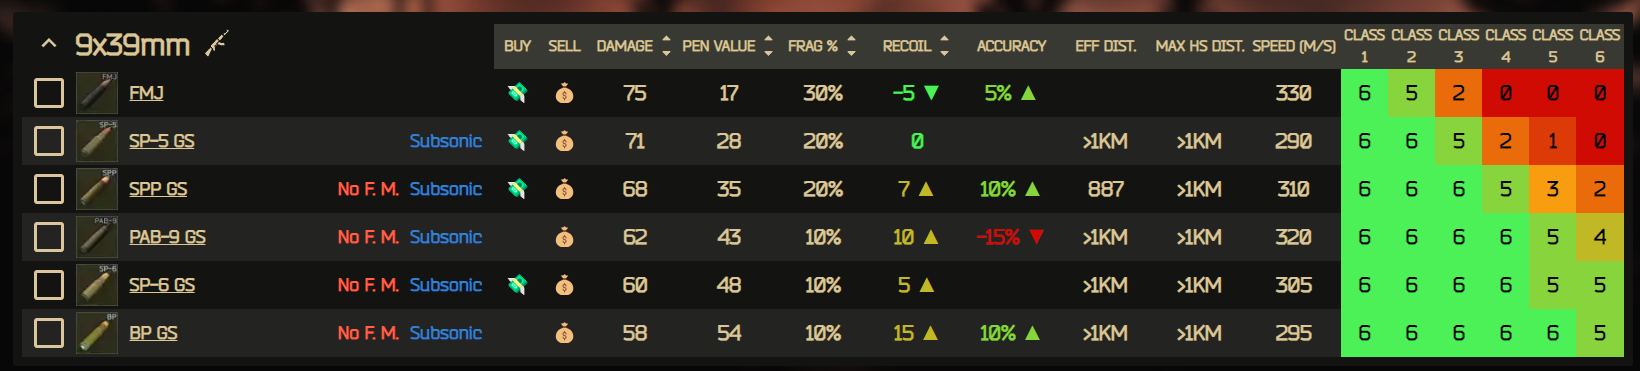 9x39mm BUY SELL DAMAGE PEN VALUE FRAG % RECOIL ACCURACY EFF DIST. MAX HS DIST. SPEED (M/S) CLASS 1 CLASS 2 CLASS 3 CLASS 4 CLASS 5 CLASS 6
FMJ FMJ 75 17 30% -5 ▼ 5% ▲ 330 6 5 2 0 0 0
SP-5 SP-5 GS Subsonic 71 28 20% 0 >1KM >1KM 290 6 6 5 2 1 0
SPP SPP GS No F. M. Subsonic 68 35 20% 7 ▲ 10% ▲ 887 >1KM 310 6 6 6 5 3 2
PAB-9 PAB-9 GS No F. M. Subsonic 62 43 10% 10 ▲ -15% ▼ >1KM >1KM 320 6 6 6 6 5 4
SP-6 SP-6 GS No F. M. Subsonic 60 48 10% 5 ▲ >1KM >1KM 305 6 6 6 6 5 5
BP BP GS No F. M. Subsonic 58 54 10% 15 ▲ 10% ▲ >1KM >1KM 295 6 6 6 6 6 5